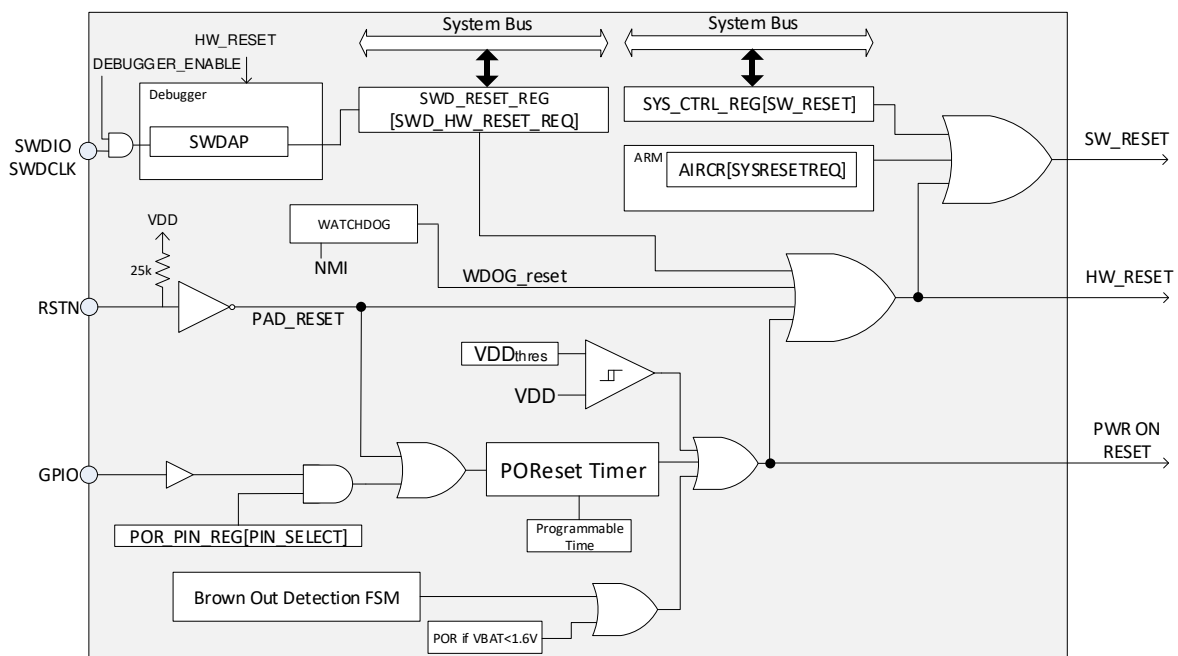 System Bus
System Bus
HW_RESET
DEBUGGER_ENABLE
Debugger
SWDAP
SWD_RESET_REG
[SWD_HW_RESET_REQ]
SYS_CTRL_REG[SW_RESET]
SWDIO
SWDCLK
ARM
AIRCR[SYSRESETREQ]
SW_RESET
VDD
WATCHDOG
25k
NMI
WDOG_reset
HW_RESET
RSTN
PAD_RESET
VDDthres
VDD
PWR ON
RESET
GPIO
POReset Timer
POR_PIN_REG[PIN_SELECT]
Programmable
Time
Brown Out Detection FSM
POR if VBAT<1.6V